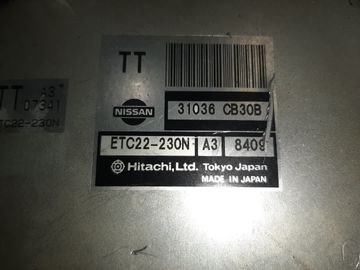 TT
NISSAN
31036 CB30B
ETC22-230N A3 8409
Hitachi, Ltd. Tokyo Japan
MADE IN JAPAN
TT A3
07341
ETC22-230N